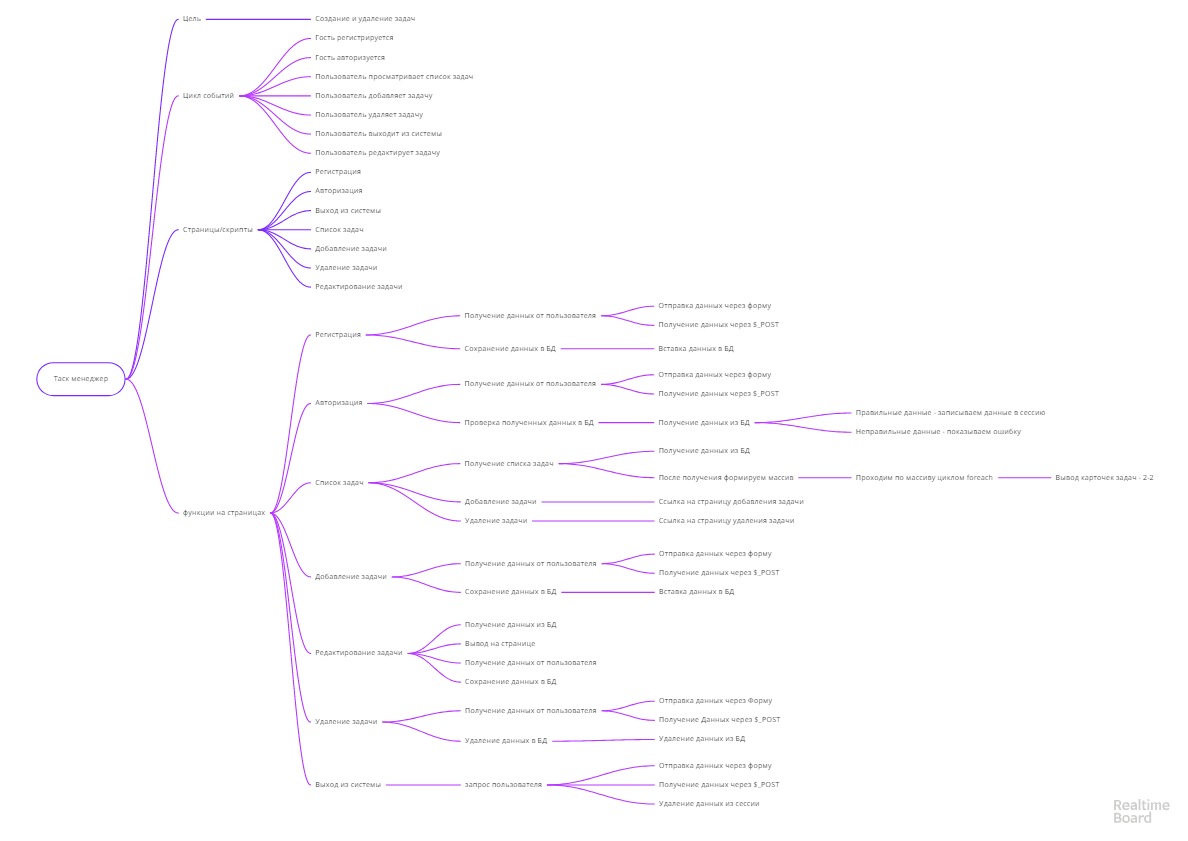 Таск менеджер
Цель
Создание и удаление задач
Цикл событий
Гость регистрируется
Гость авторизуется
Пользователь просматривает список задач
Пользователь добавляет задачу
Пользователь удаляет задачу
Пользователь выходит из системы
Пользователь редактирует задачу
Страницы/скрипты
Регистрация
Авторизация
Выход из системы
Список задач
Добавление задачи
Удаление задачи
Редактирование задачи
функции на страницах
Регистрация
Получение данных от пользователя
Отправка данных через форму
Получение данных через $_POST
Сохранение данных в БД
Вставка данных в БД
Авторизация
Получение данных от пользователя
Отправка данных через форму
Получение данных через $_POST
Проверка полученных данных в БД
Получение данных из БД
Правильные данные - записываем данные в сессию
Неправильные данные - показываем ошибку
Список задач
Получение списка задач
Получение данных из БД
После получения формируем массив
Проходим по массиву циклом foreach
Вывод карточек задач - 2-2
Добавление задачи
Ссылка на страницу добавления задачи
Удаление задачи
Ссылка на страницу удаления задачи
Добавление задачи
Получение данных от пользователя
Отправка данных через форму
Получение данных через $_POST
Сохранение данных в БД
Вставка данных в БД
Редактирование задачи
Получение данных из БД
Вывод на странице
Получение данных от пользователя
Сохранение данных в БД
Удаление задачи
Получение данных от пользователя
Отправка данных через Форму
Получение Данных через $_POST
Удаление данных в БД
Удаление данных из БД
Выход из системы
запрос пользователя
Отправка данных через форму
Получение данных через $_POST
Удаление данных из сессии
Realtime
Board